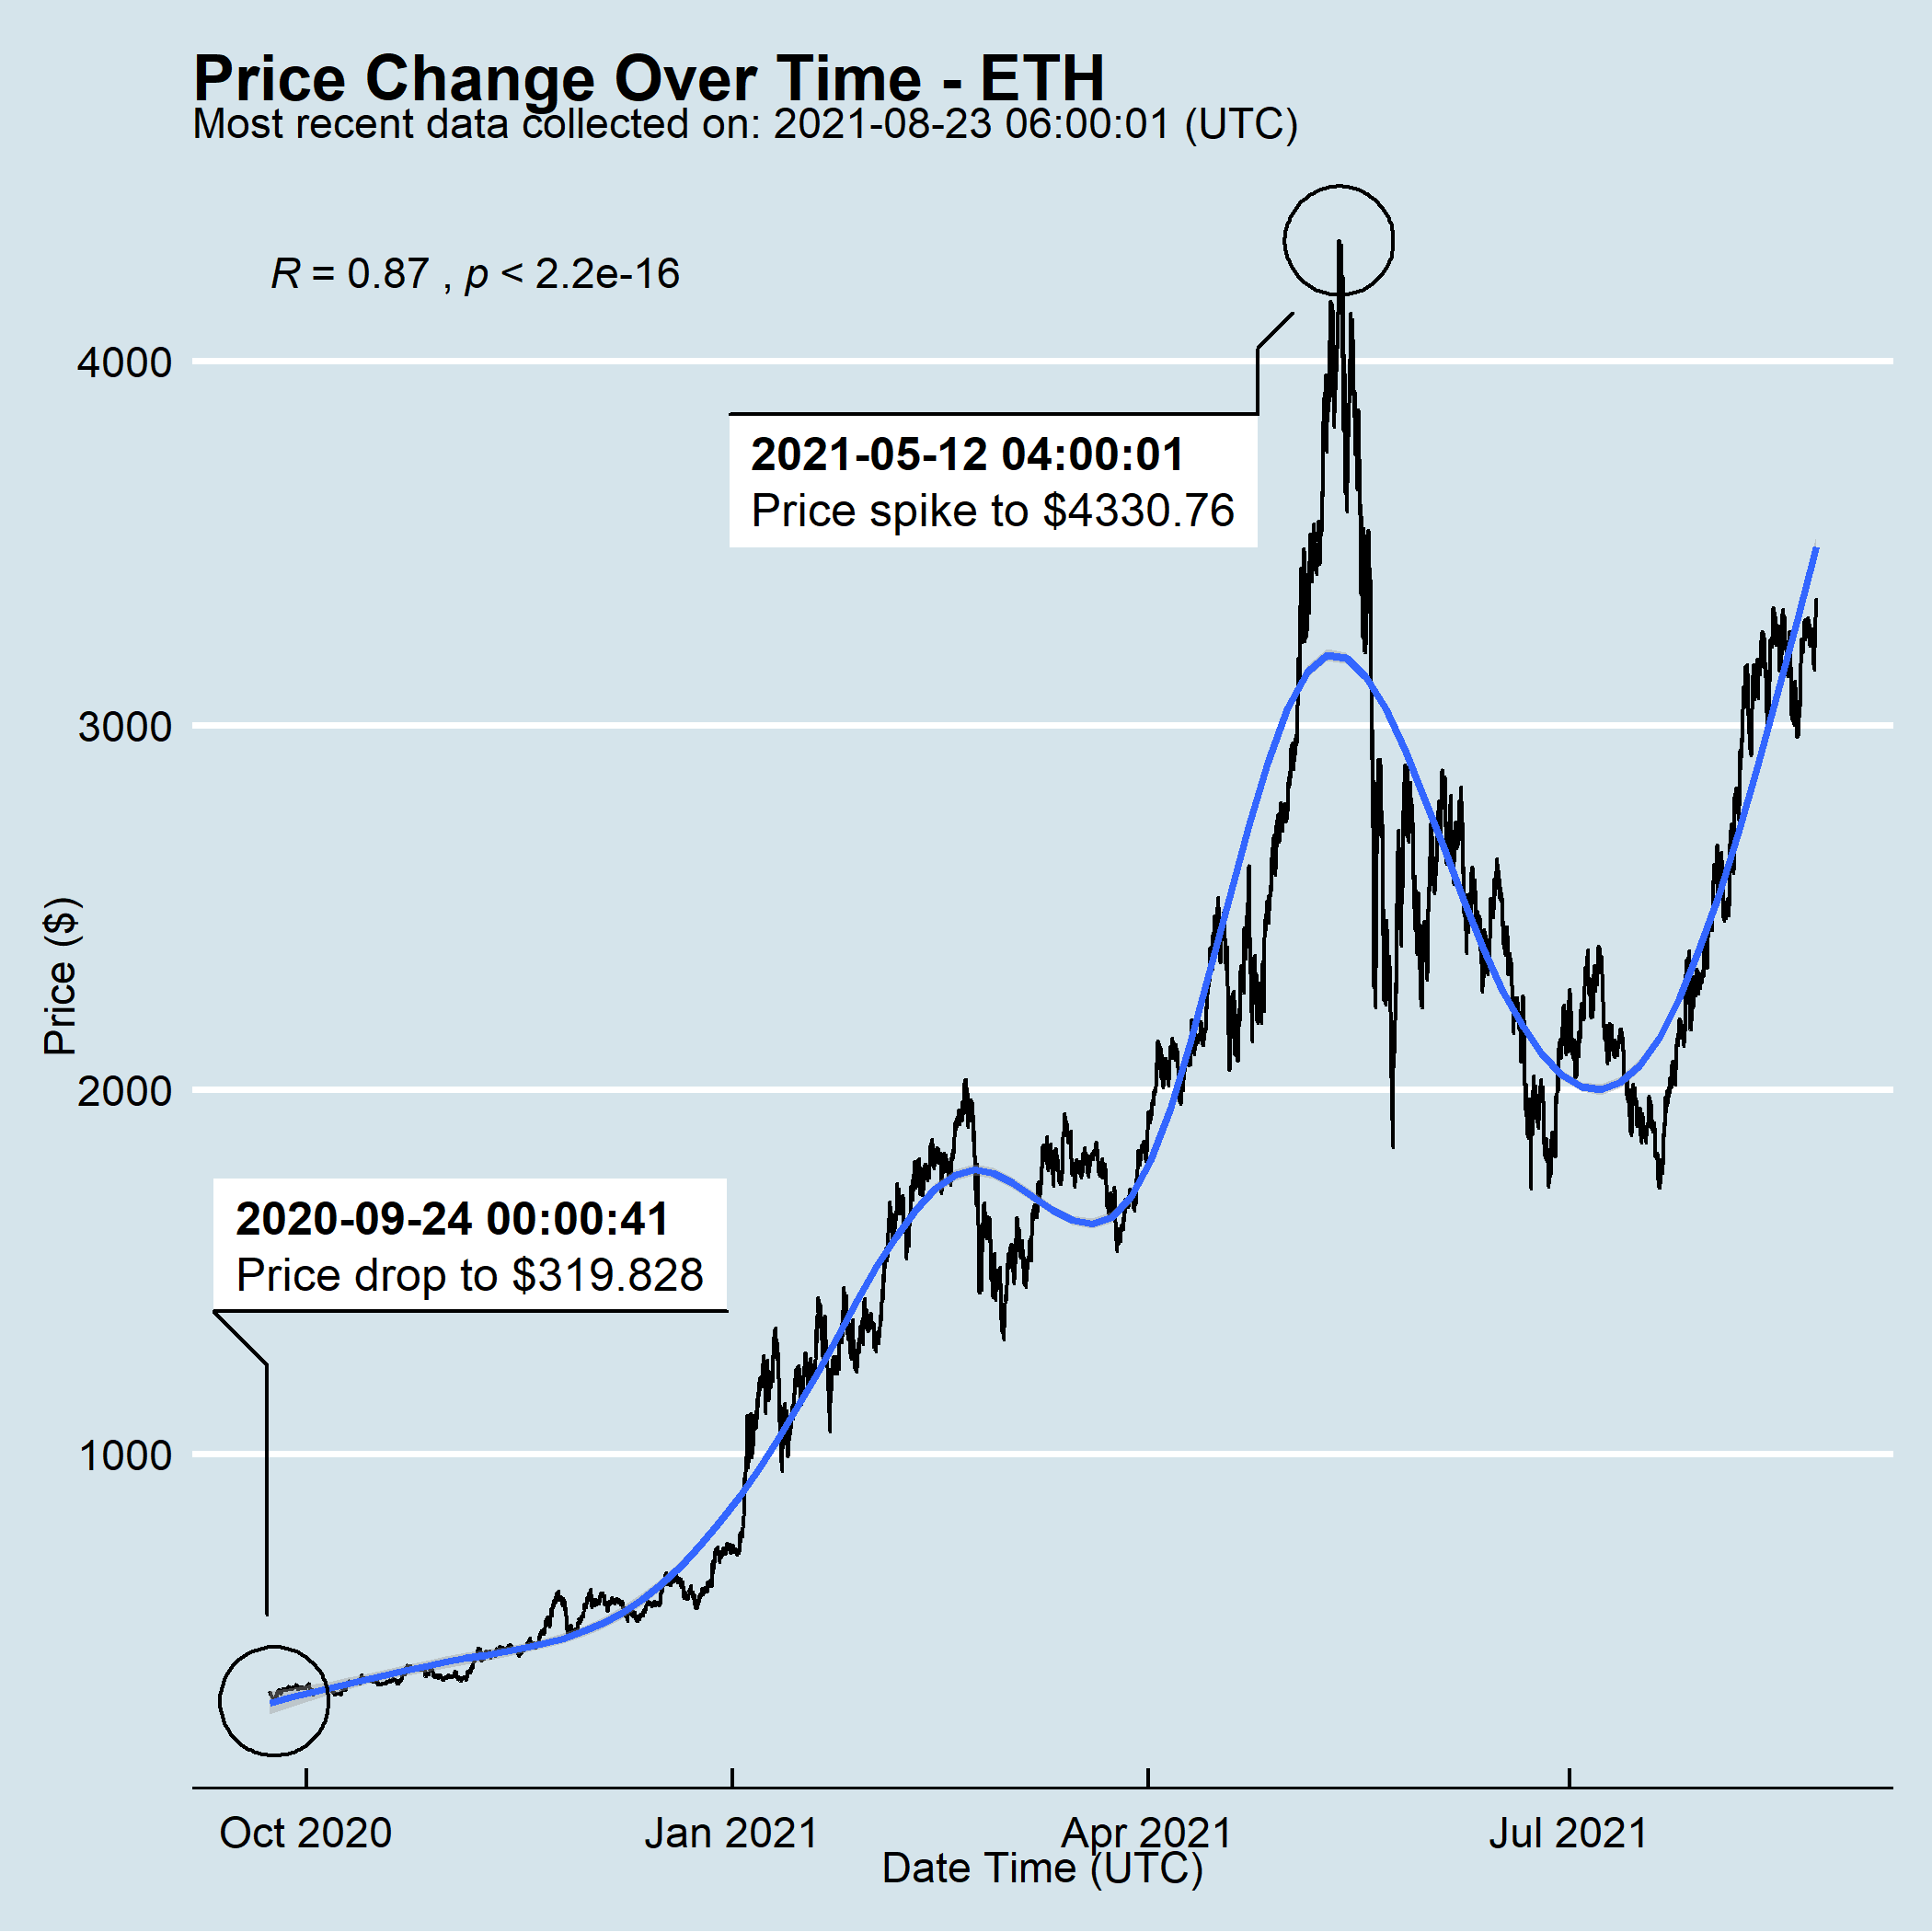 Price Change Over Time - ETH
Most recent data collected on: 2021-08-23 06:00:01 (UTC)
R = 0.87 , p < 2.2e-16
4000
2021-05-12 04:00:01
Price spike to $4330.76
3000
Price ($)
2000
2020-09-24 00:00:41
Price drop to $319.828
1000
Oct 2020 Jan 2021 Apr 2021 Jul 2021
Date Time (UTC)